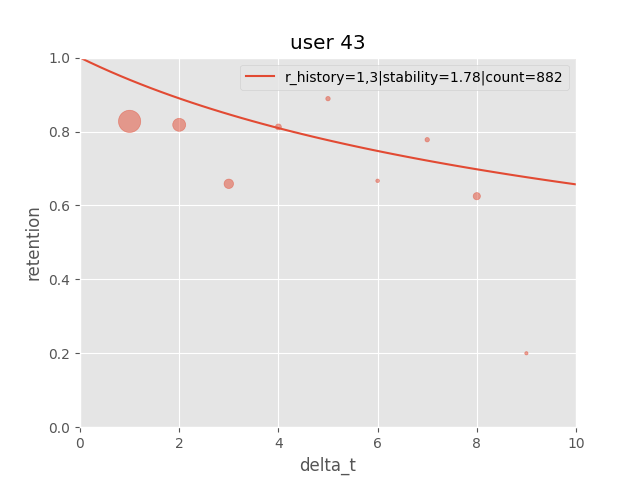 user 43
r_history=1,3|stability=1.78|count=882
retention
1.0
0.8
0.6
0.4
0.2
0.0
0 2 4 6 8 10
delta_t